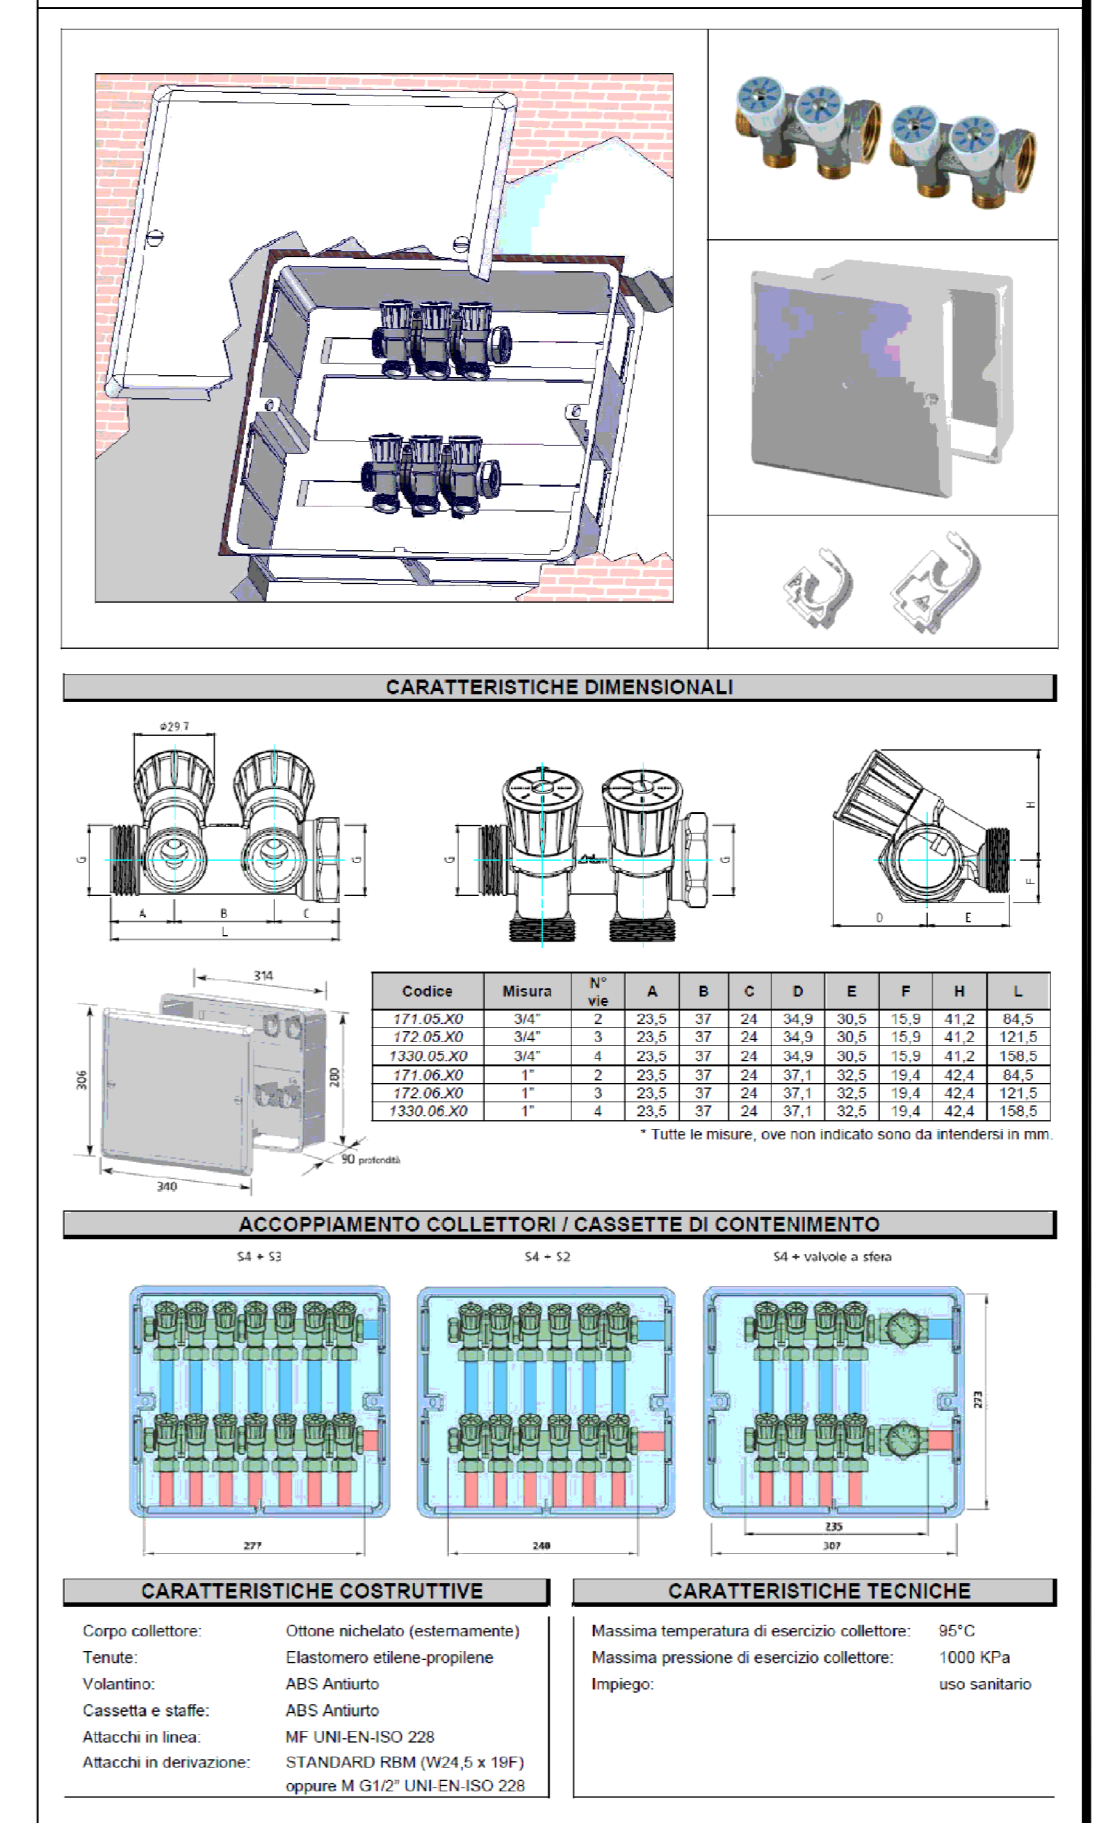 CARATTERISTICHE DIMENSIONALI
ø29.7
G
G
A
B
C
L
G
G
H
F
D
E
314
306
280
90 profondità
340
Codice Misura N° vie A B C D E F H L
171.05.X0 3/4" 2 23,5 37 24 34,9 30,5 15,9 41,2 84,5
172.05.X0 3/4" 3 23,5 37 24 34,9 30,5 15,9 41,2 121,5
1330.05.X0 3/4" 4 23,5 37 24 34,9 30,5 15,9 41,2 158,5
171.06.X0 1" 2 23,5 37 24 37,1 32,5 19,4 42,4 84,5
172.06.X0 1" 3 23,5 37 24 37,1 32,5 19,4 42,4 121,5
1330.06.X0 1" 4 23,5 37 24 37,1 32,5 19,4 42,4 158,5
* Tutte le misure, ove non indicato sono da intendersi in mm.
ACCOPPIAMENTO COLLETTORI / CASSETTE DI CONTENIMENTO
S4 + S3
S4 + S2
S4 + valvole a sfera
277
240
235
307
223
CARATTERISTICHE COSTRUTTIVE
Corpo collettore: Ottone nichelato (esternamente)
Tenute: Elastomero etilene-propilene
Volantino: ABS Antiurto
Cassetta e staffe: ABS Antiurto
Attacchi in linea: MF UNI-EN-ISO 228
Attacchi in derivazione: STANDARD RBM (W24,5 x 19F)
oppure M G1/2" UNI-EN-ISO 228
CARATTERISTICHE TECNICHE
Massima temperatura di esercizio collettore: 95°C
Massima pressione di esercizio collettore: 1000 KPa
Impiego: uso sanitario